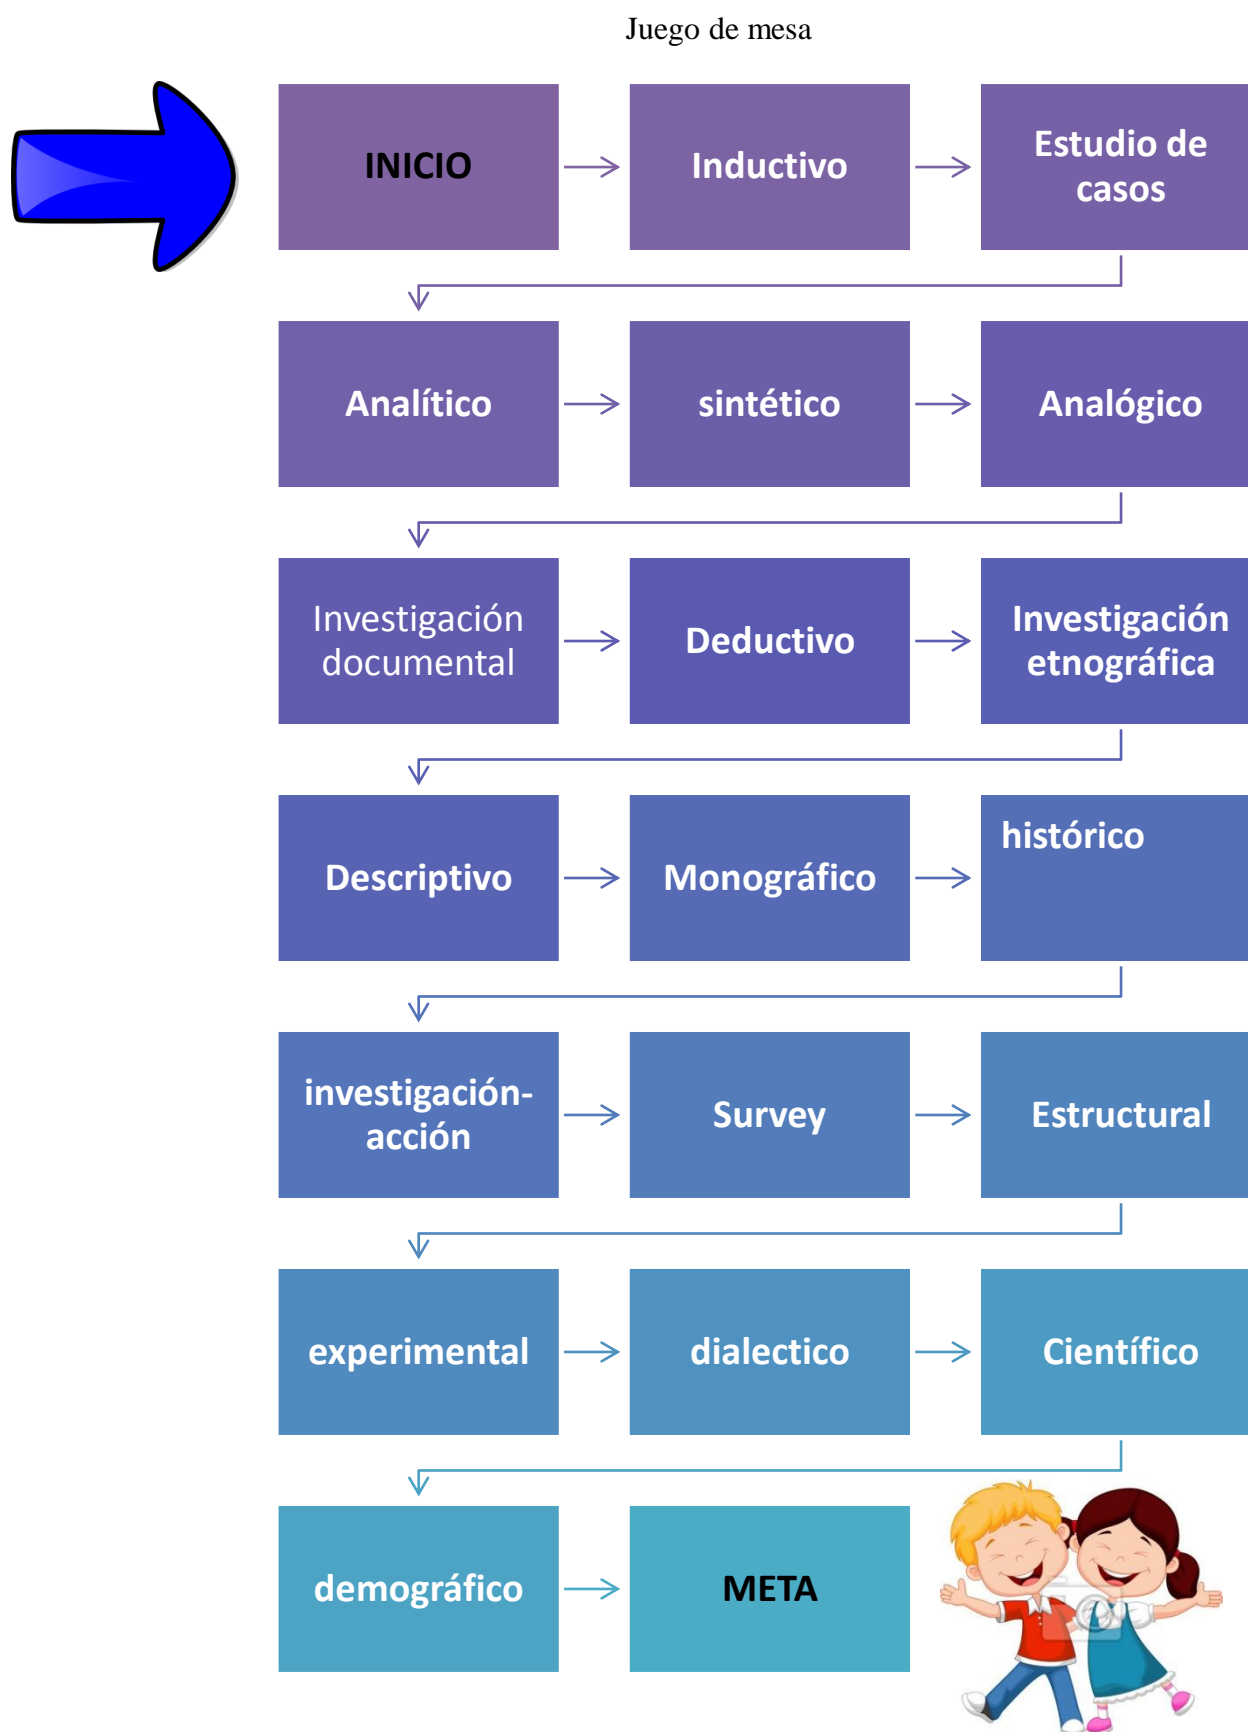 Juego de mesa
INICIO
Inductivo
Estudio de
casos
Analítico
sintético
Analógico
Investigación
documental
Deductivo
Investigación
etnográfica
Descriptivo
Monográfico
histórico
investigación-
acción
Survey
Estructural
experimental
dialectico
Científico
demográfico
META